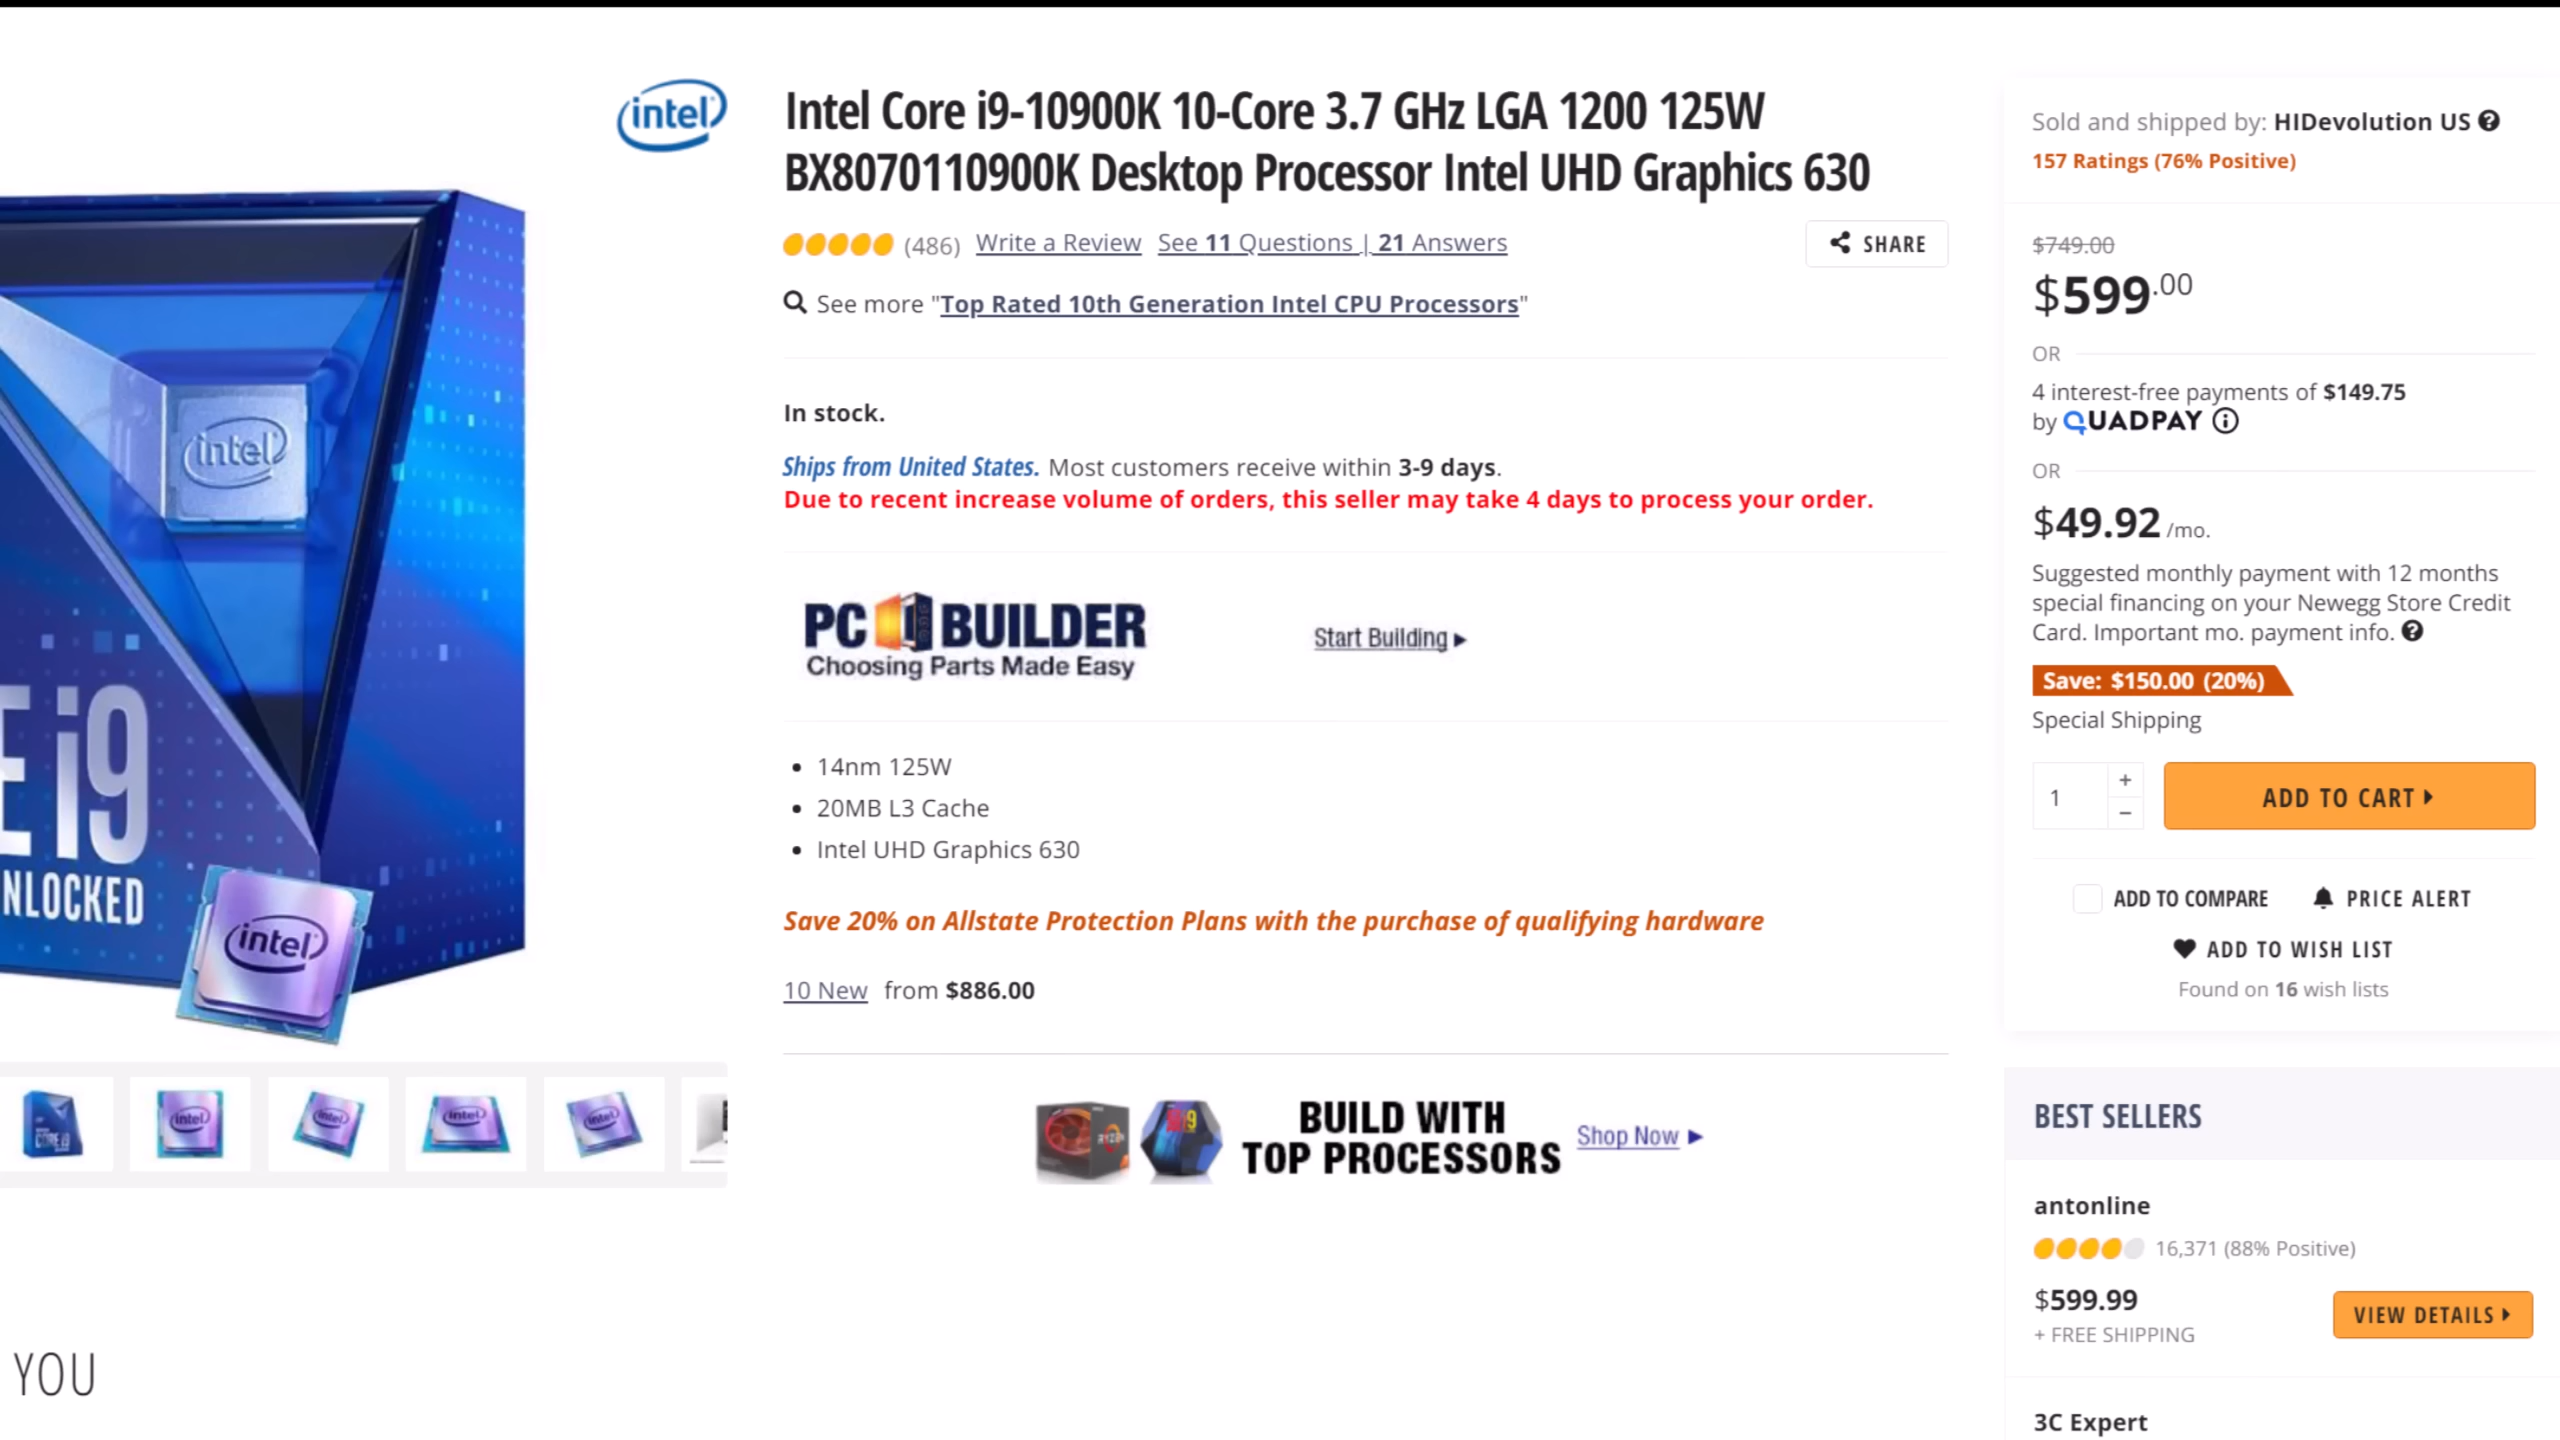 intel
Intel Core i9-10900K 10-Core 3.7 GHz LGA 1200 125W
BX8070110900K Desktop Processor Intel UHD Graphics 630
(486) Write a Review See 11 Questions | 21 Answers
SHARE
See more "Top Rated 10th Generation Intel CPU Processors"
In stock.
Ships from United States. Most customers receive within 3-9 days.
Due to recent increase volume of orders, this seller may take 4 days to process your order.
PC BUILDER
Choosing Parts Made Easy
Start Building
14nm 125W
20MB L3 Cache
Intel UHD Graphics 630
Save 20% on Allstate Protection Plans with the purchase of qualifying hardware
10 New from $886.00
BUILD WITH
TOP PROCESSORS
Shop Now
RYZEN
i9
intel
E i9
NLOCKED
intel
CORE i9
intel
intel
intel
intel
YOU
Sold and shipped by: HIDevolution US
157 Ratings (76% Positive)
$749.00
$599.00
OR
4 interest-free payments of $149.75
by QUADPAY
OR
$49.92 /mo.
Suggested monthly payment with 12 months
special financing on your Newegg Store Credit
Card. Important mo. payment info.
Save: $150.00 (20%)
Special Shipping
1
+
−
ADD TO CART
ADD TO COMPARE
PRICE ALERT
ADD TO WISH LIST
Found on 16 wish lists
BEST SELLERS
antonline
16,371 (88% Positive)
$599.99
+ FREE SHIPPING
VIEW DETAILS
3C Expert